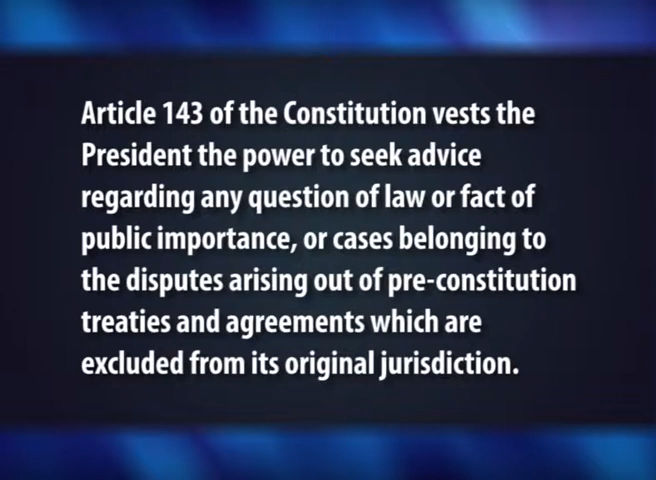 Article 143 of the Constitution vests the
President the power to seek advice
regarding any question of law or fact of
public importance, or cases belonging to
the disputes arising out of pre-constitution
treaties and agreements which are
excluded from its original jurisdiction.